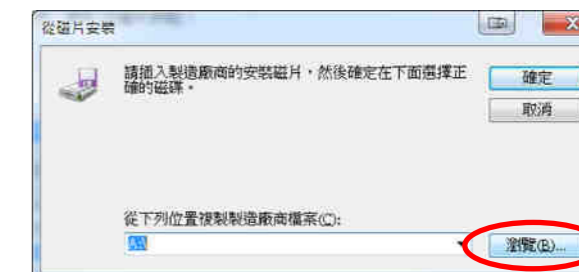 從磁片安裝
請插入製造廠商的安裝磁片，然後確定在下面選擇正
確的磁碟。
確定
取消
從下列位置複製製造廠商檔案(C):
A:\
瀏覽(B)...